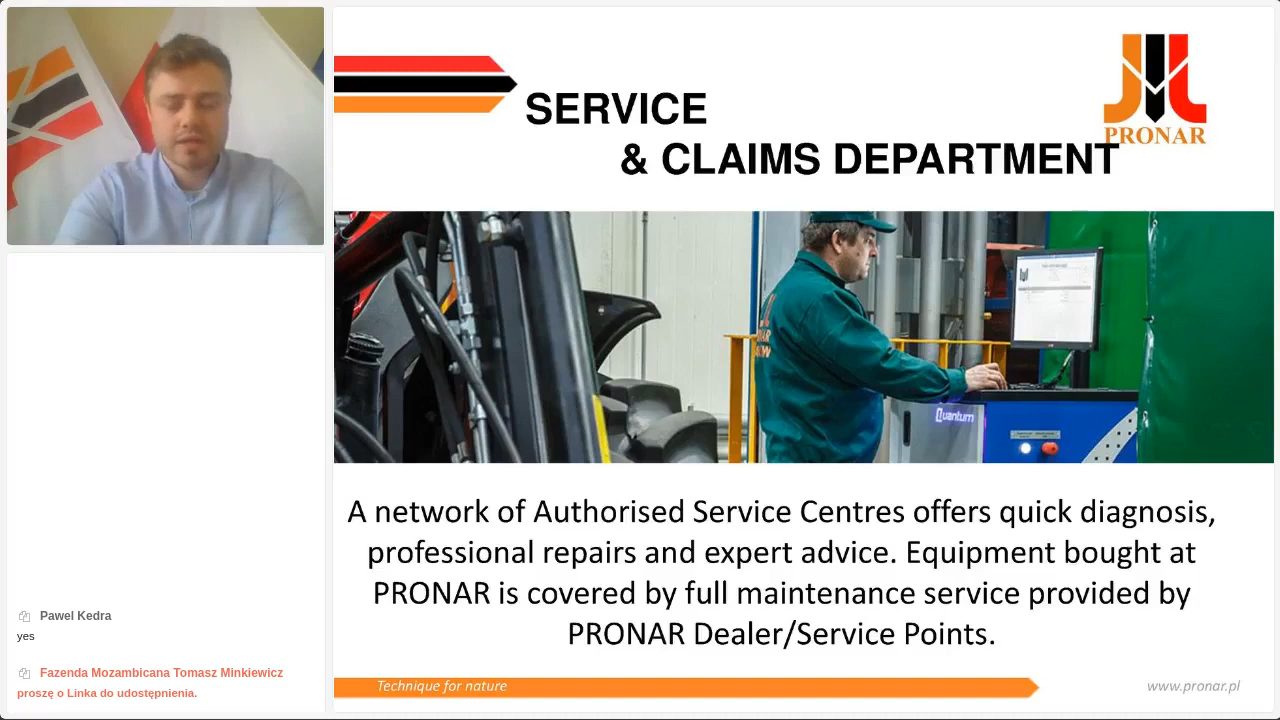 SERVICE
& CLAIMS DEPARTMENT
PRONAR
Quantum
A network of Authorised Service Centres offers quick diagnosis,
professional repairs and expert advice. Equipment bought at
PRONAR is covered by full maintenance service provided by
PRONAR Dealer/Service Points.
Technique for nature
www.pronar.pl
Pawel Kedra
yes
Fazenda Mozambicana Tomasz Minkiewicz
proszę o Linka do udostępnienia.